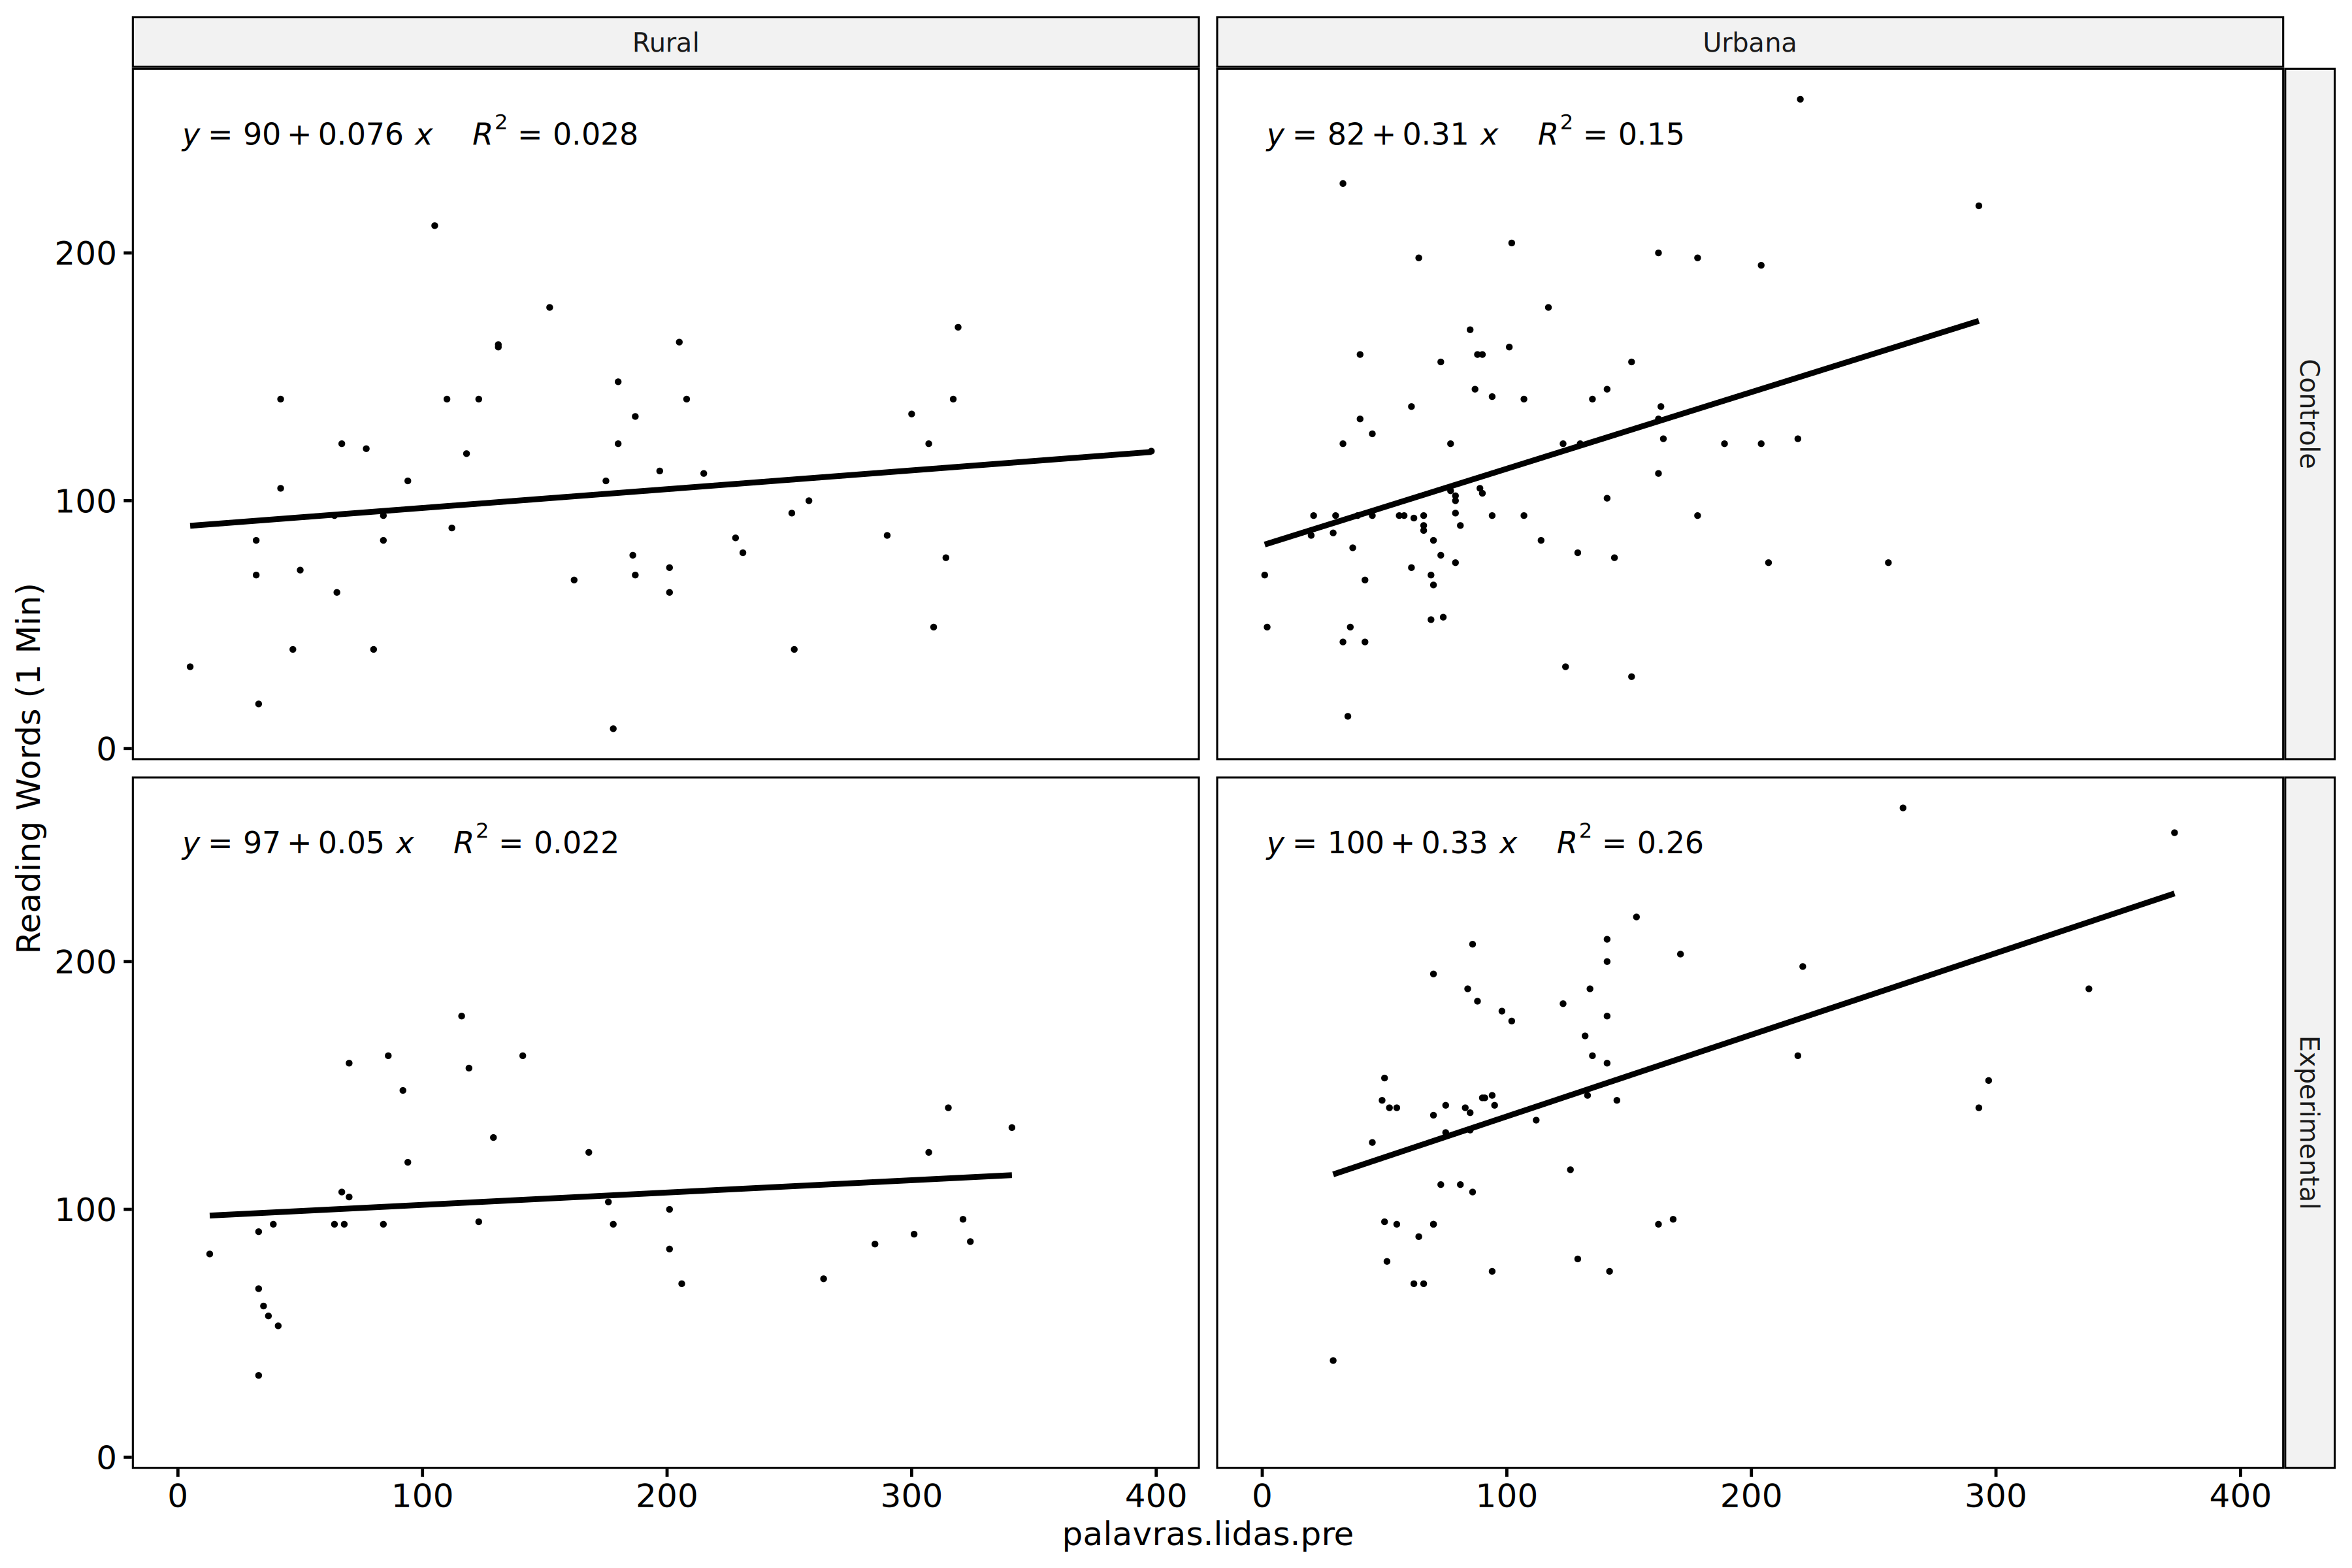 Rural
Urbana
y = 90 + 0.076 x R² = 0.028
y = 82 + 0.31 x R² = 0.15
Controle
200
100
0
y = 97 + 0.05 x R² = 0.022
y = 100 + 0.33 x R² = 0.26
Experimental
200
100
0
Reading Words (1 Min)
0 100 200 300 400
0 100 200 300 400
palavras.lidas.pre